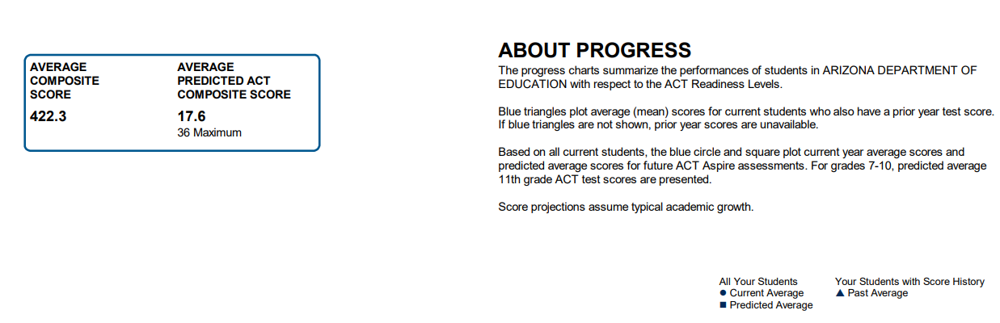 AVERAGE COMPOSITE SCORE
422.3
AVERAGE PREDICTED ACT COMPOSITE SCORE
17.6
36 Maximum
ABOUT PROGRESS
The progress charts summarize the performances of students in ARIZONA DEPARTMENT OF
EDUCATION with respect to the ACT Readiness Levels.
Blue triangles plot average (mean) scores for current students who also have a prior year test score.
If blue triangles are not shown, prior year scores are unavailable.
Based on all current students, the blue circle and square plot current year average scores and
predicted average scores for future ACT Aspire assessments. For grades 7-10, predicted average
11th grade ACT test scores are presented.
Score projections assume typical academic growth.
All Your Students
● Current Average
■ Predicted Average
Your Students with Score History
▲ Past Average